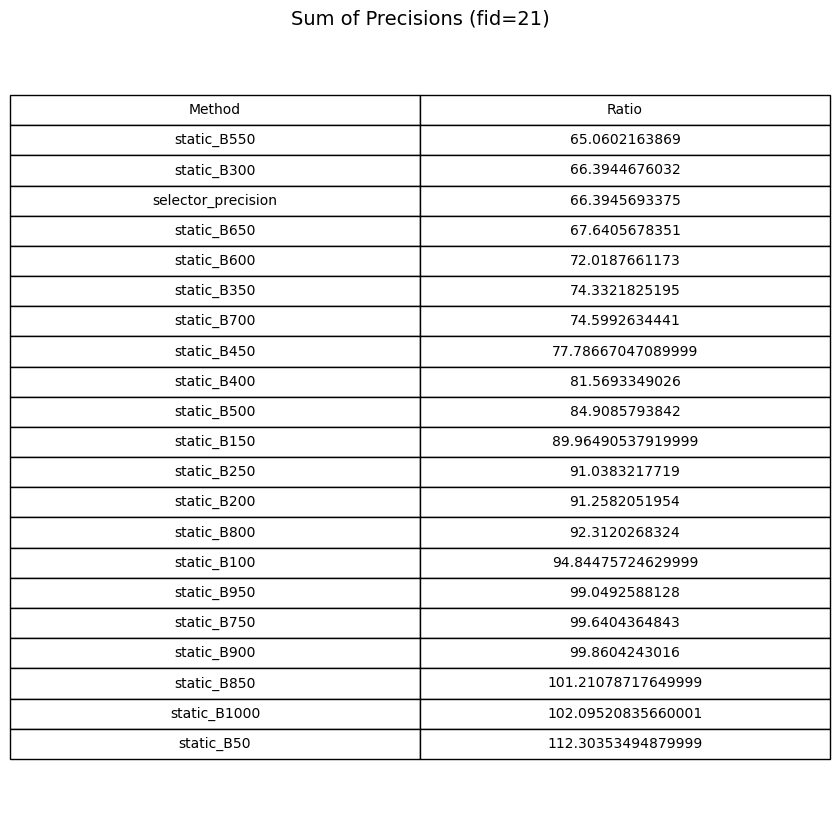 Sum of Precisions (fid=21)
Method Ratio
static_B550 65.0602163869
static_B300 66.3944676032
selector_precision 66.3945693375
static_B650 67.6405678351
static_B600 72.0187661173
static_B350 74.3321825195
static_B700 74.5992634441
static_B450 77.78667047089999
static_B400 81.5693349026
static_B500 84.9085793842
static_B150 89.96490537919999
static_B250 91.0383217719
static_B200 91.2582051954
static_B800 92.3120268324
static_B100 94.84475724629999
static_B950 99.0492588128
static_B750 99.6404364843
static_B900 99.8604243016
static_B850 101.21078717649999
static_B1000 102.09520835660001
static_B50 112.30353494879999